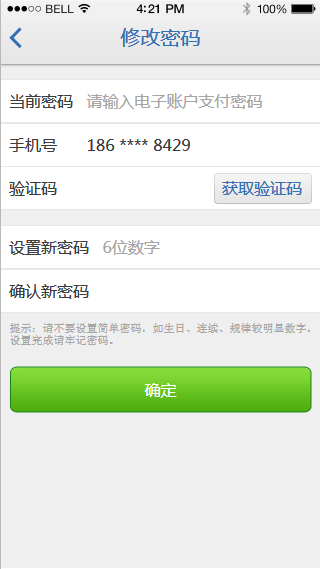 ●●●○○ BELL 4:21 PM 100%
修改密码
当前密码 请输入电子账户支付密码
手机号 186 **** 8429
验证码 获取验证码
设置新密码 6位数字
确认新密码
提示：请不要设置简单密码，如生日、连续、规律较明显数字，
设置完成请牢记密码。
确定